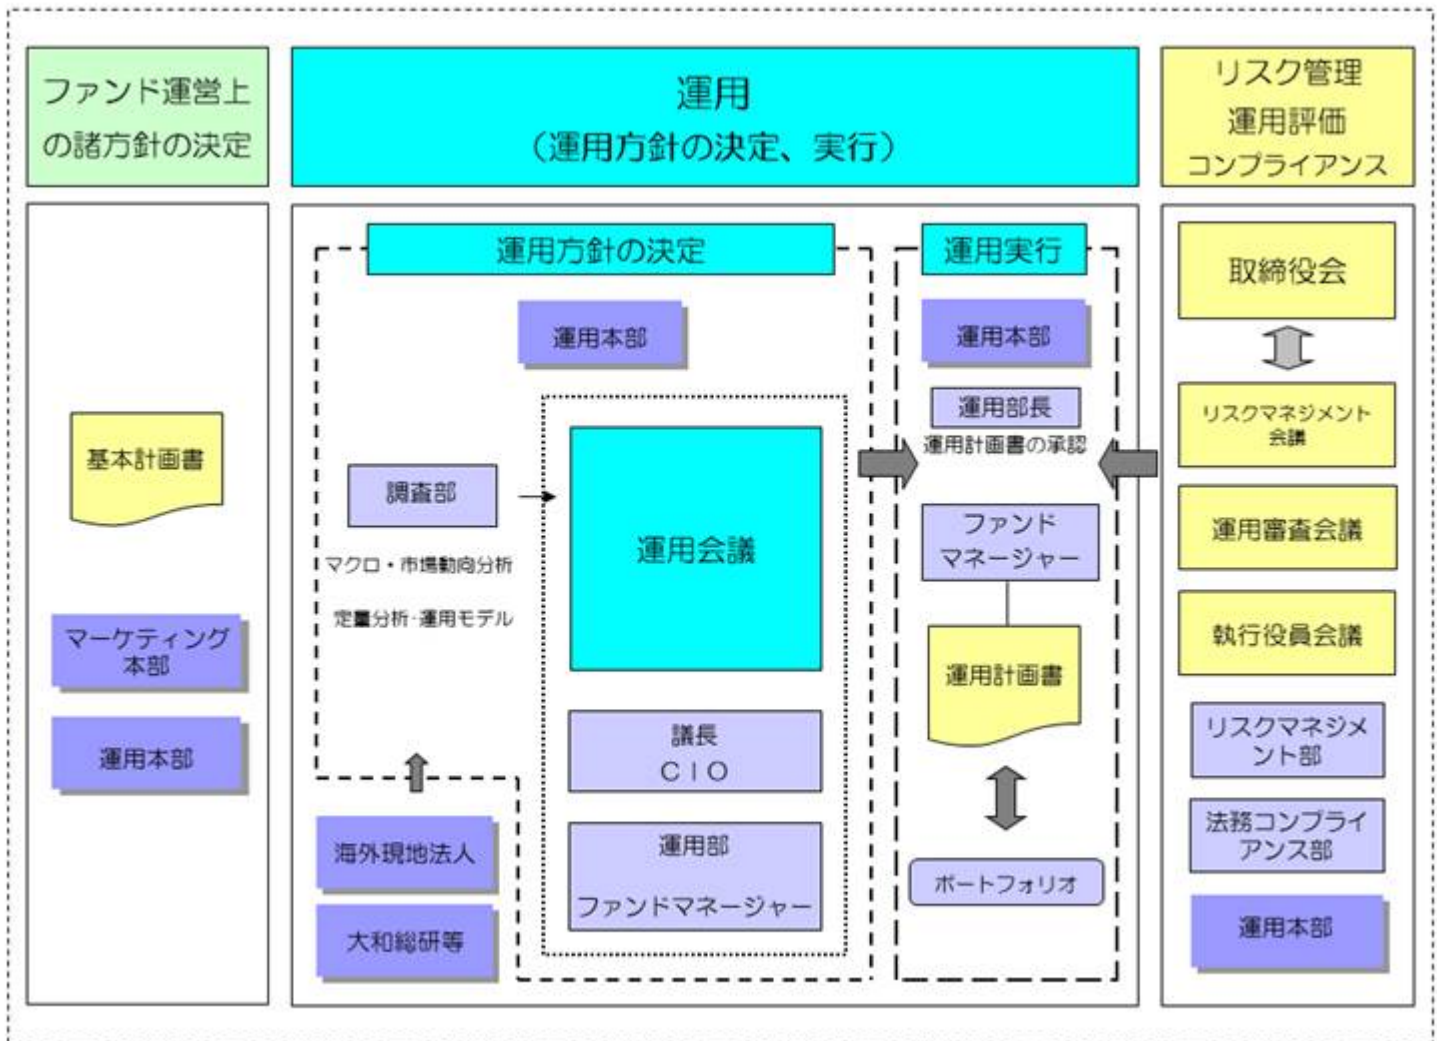 ファンド運営上
の諸方針の決定
運用
(運用方針の決定、実行)
リスク管理
運用評価
コンプライアンス
基本計画書
マーケティング
本部
運用本部
運用方針の決定
運用本部
調査部
マクロ・市場動向分析
定量分析・運用モデル
運用会議
議長
CIO
運用部
ファンドマネージャー
海外現地法人
大和総研等
運用実行
運用本部
運用部長
運用計画書の承認
ファンド
マネージャー
運用計画書
ポートフォリオ
取締役会
リスクマネジメント
会議
運用審査会議
執行役員会議
リスクマネジメ
ント部
法務コンプライ
アンス部
運用本部